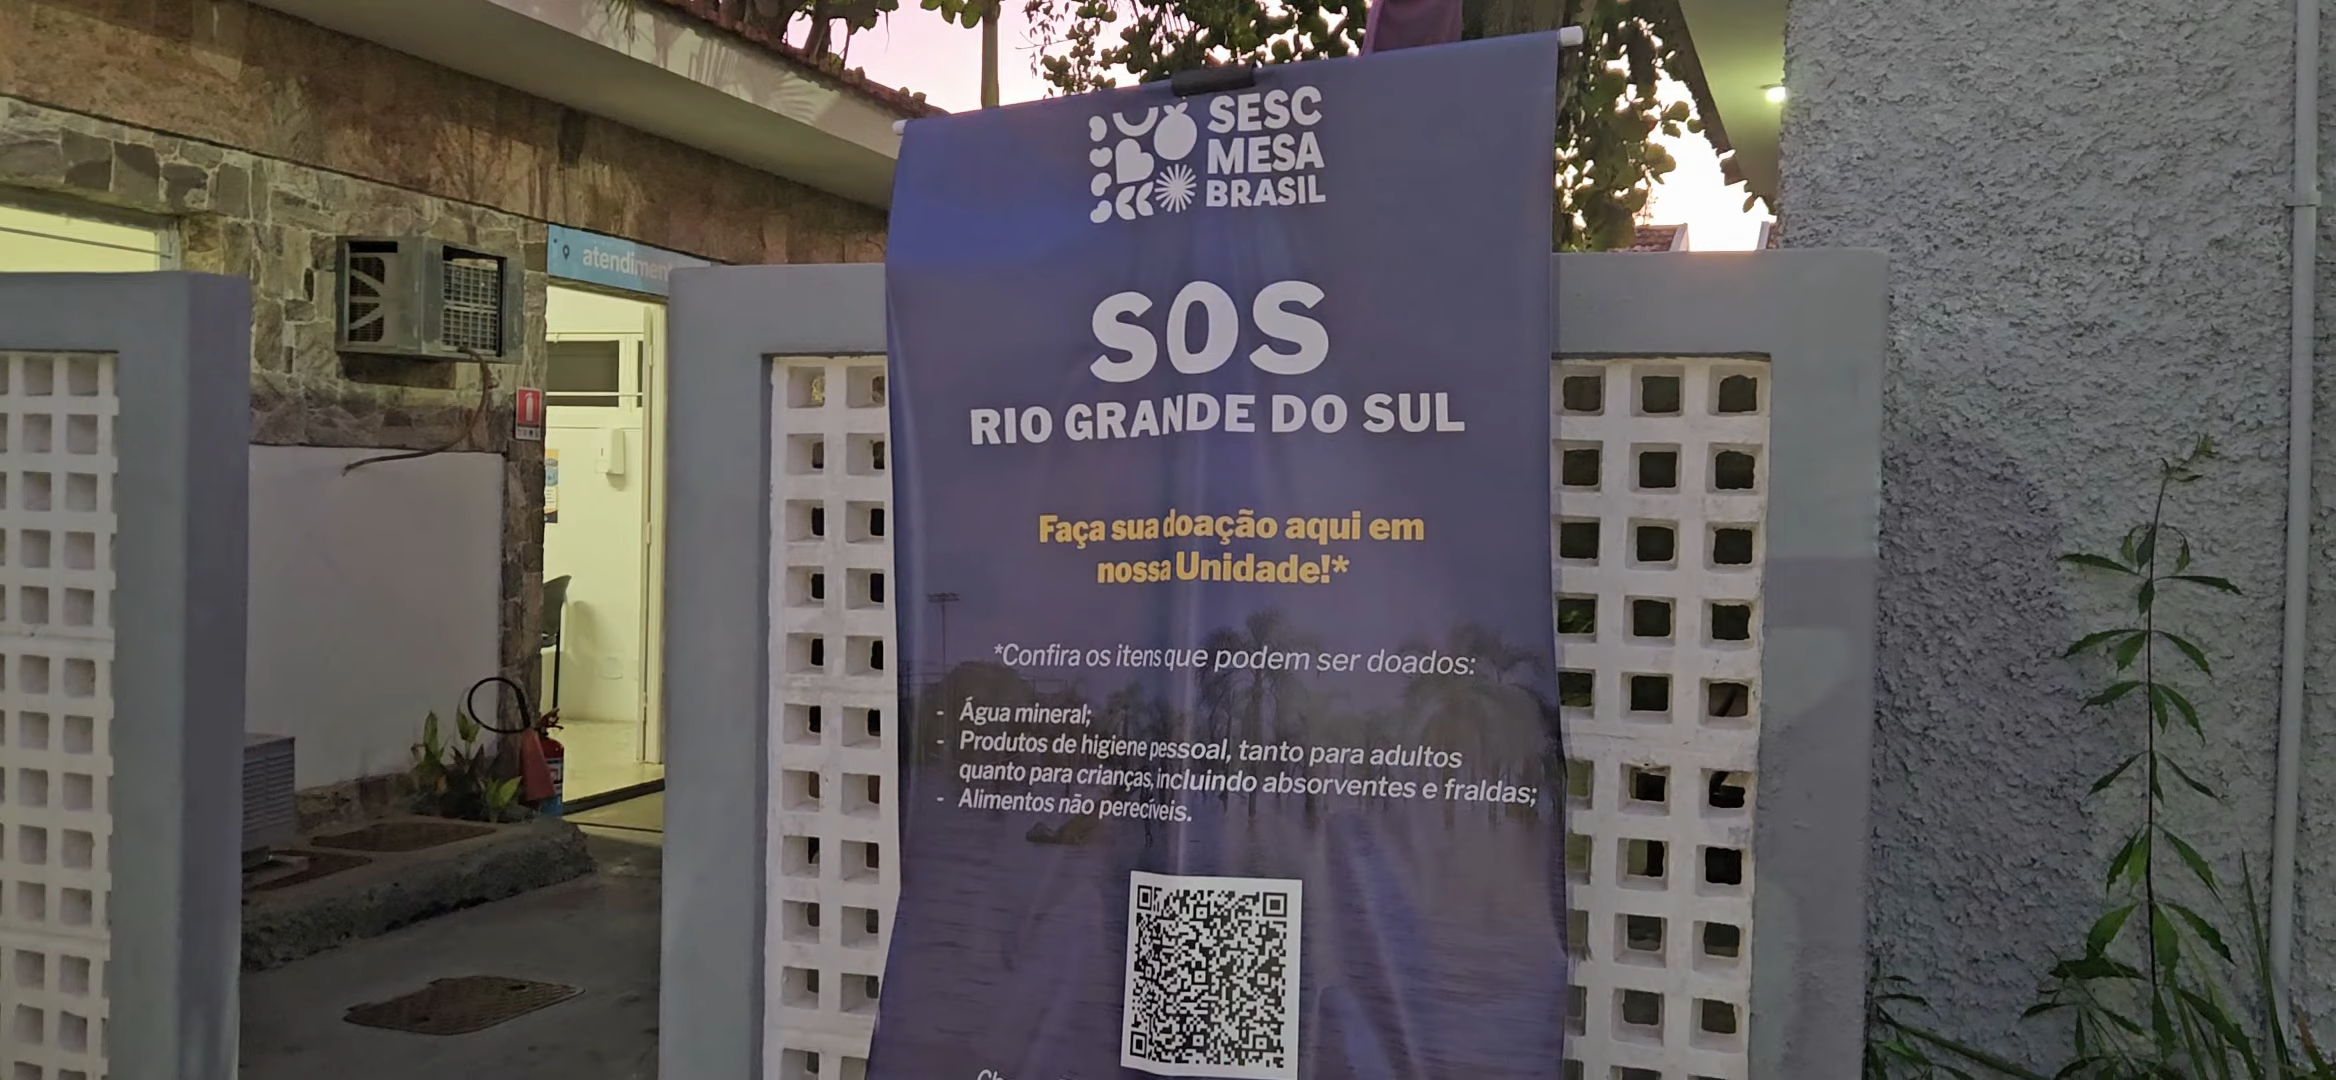 atendiment
SESC
MESA
BRASIL
SOS
RIO GRANDE DO SUL
Faça sua doação aqui em
nossa Unidade!*
*Confira os itens que podem ser doados:
- Água mineral;
- Produtos de higiene pessoal, tanto para adultos
quanto para crianças, incluindo absorventes e fraldas;
- Alimentos não perecíveis.